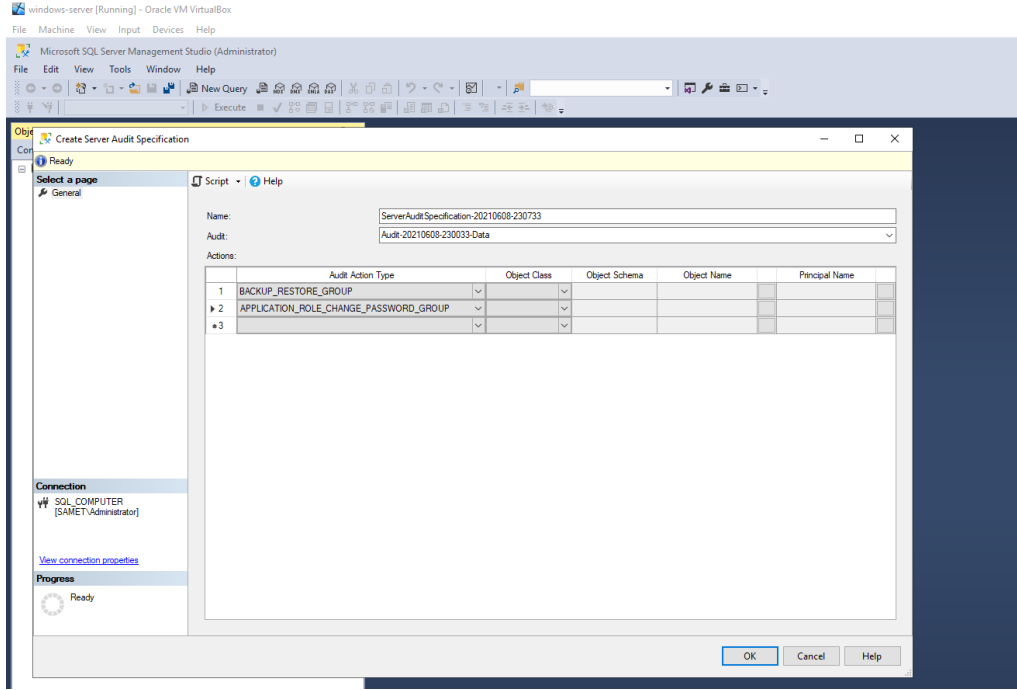 windows-server [Running] - Oracle VM VirtualBox
File Machine View Input Devices Help
Microsoft SQL Server Management Studio (Administrator)
File Edit View Tools Window Help
New Query
Execute
Obje
Create Server Audit Specification
Con
Ready
Select a page
General
Script Help
Name: ServerAuditSpecification-20210608-230733
Audit: Audit-20210608-230033-Data
Actions:
Audit Action Type Object Class Object Schema Object Name Principal Name
1 BACKUP_RESTORE_GROUP
2 APPLICATION_ROLE_CHANGE_PASSWORD_GROUP
3
Connection
SQL_COMPUTER
[SAMET\Administrator]
View connection properties
Progress
Ready
OK Cancel Help